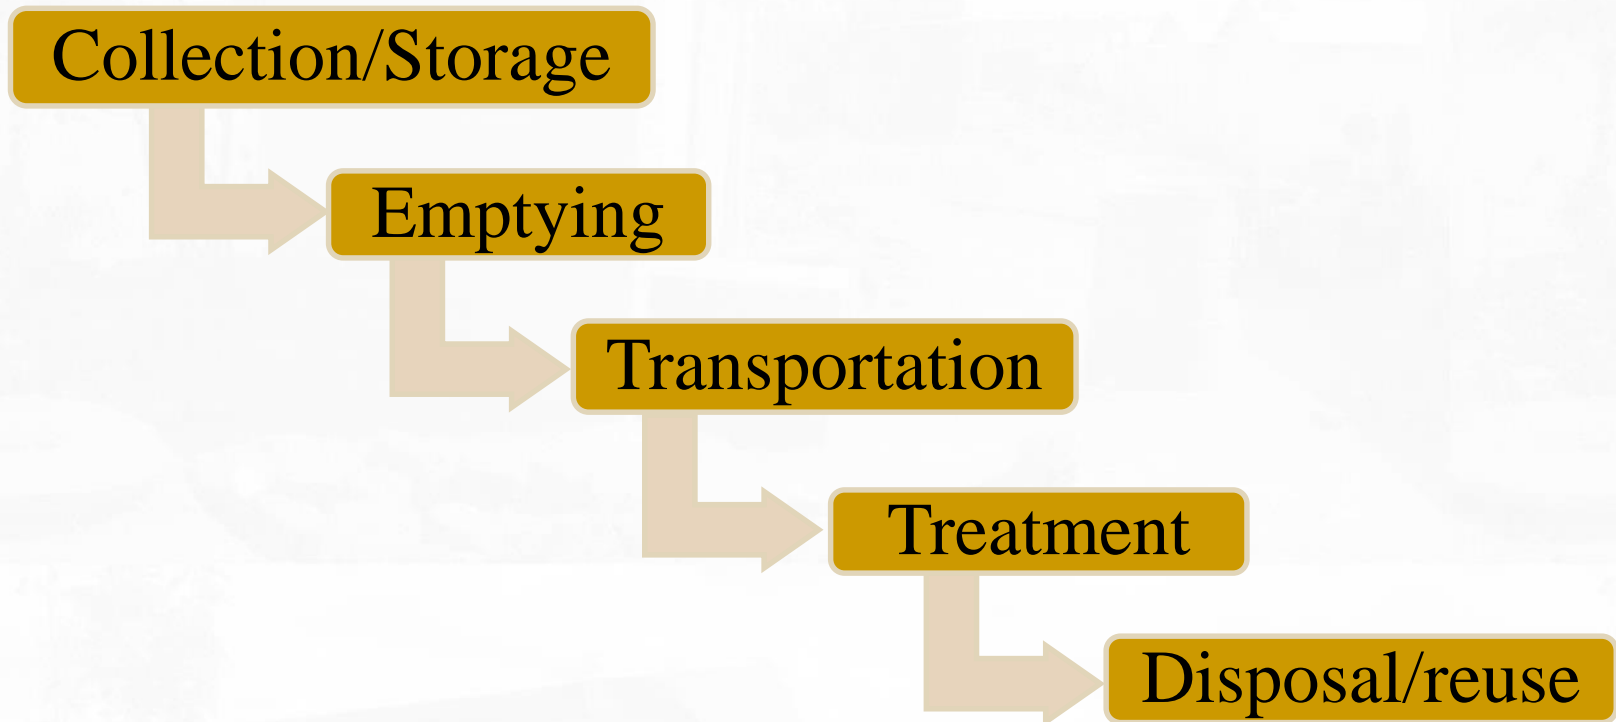 Collection/Storage
Emptying
Transportation
Treatment
Disposal/reuse